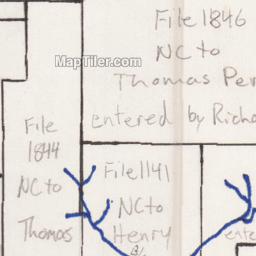 File 1846
NC to
Thomas Per
entered by Richa
MapTiler.com
File
1844
NC to
Thomas
File 1141
NC to
Henry
ente